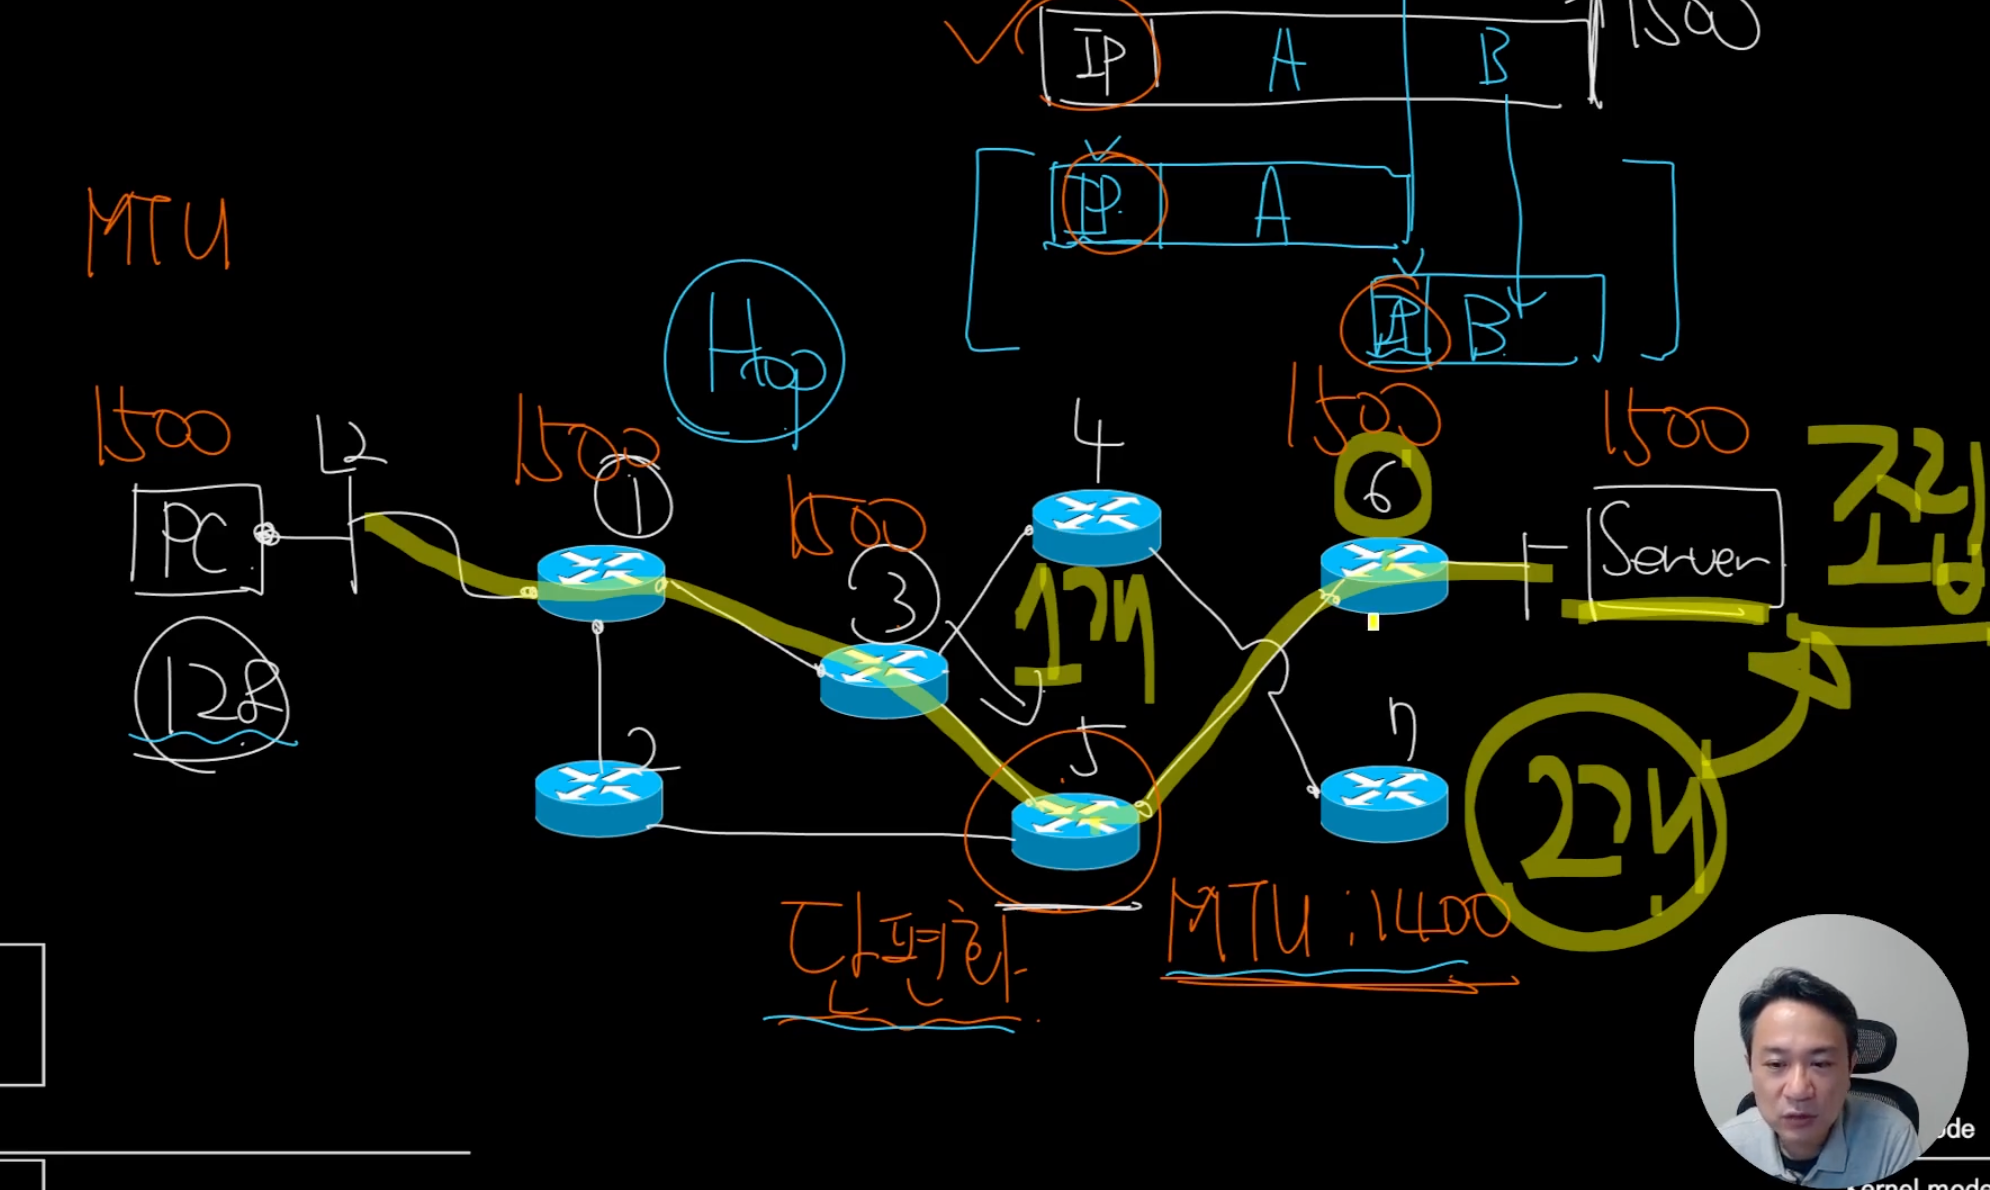 1500
IP A B
IP A
MTU
IP B
Hop
1500 L2 1500 1500 1500
4
조립
1 6
1500
PC 3 Server
1개
128
2 5 7
2개
단편화 MTU : 1400
ode
kernel mode